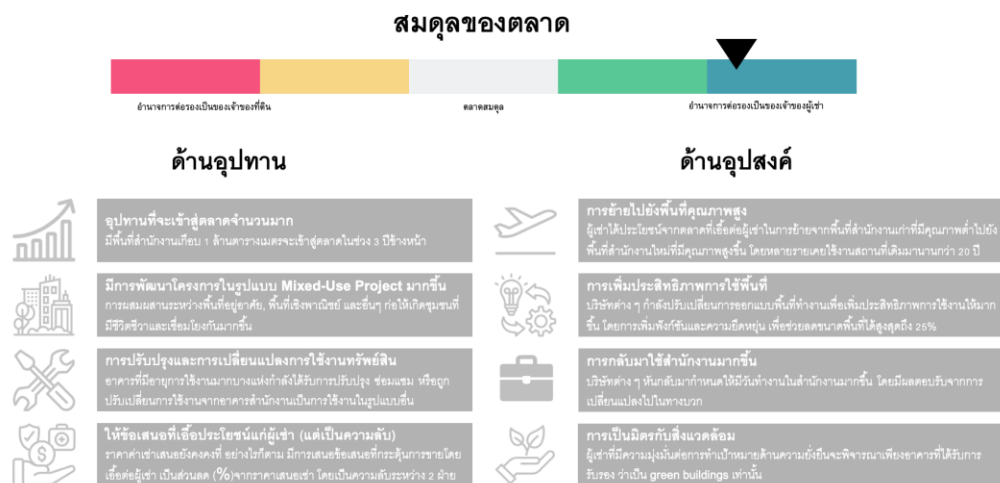 สมดุลของตลาด
อำนาจการต่อรองเป็นของเจ้าของที่ดิน
ตลาดสมดุล
อำนาจการต่อรองเป็นของเจ้าของผู้เช่า
ด้านอุปทาน
อุปทานที่จะเข้าสู่ตลาดจำนวนมาก
มีพื้นที่สำนักงานเกือบ 1 ล้านตารางเมตรจะเข้าสู่ตลาดในช่วง 3 ปีข้างหน้า
มีการพัฒนาโครงการในรูปแบบ Mixed-Use Project มากขึ้น
การผสมผสานระหว่างพื้นที่อยู่อาศัย, พื้นที่เชิงพาณิชย์ และอื่นๆ ก่อให้เกิดชุมชนที่
มีชีวิตชีวาและเชื่อมโยงกันมากขึ้น
การปรับปรุงและการเปลี่ยนแปลงการใช้งานทรัพย์สิน
อาคารที่มีอายุการใช้งานมากบางแห่งกำลังได้รับการปรับปรุง ซ่อมแซม หรือถูก
ปรับเปลี่ยนการใช้งานจากอาคารสำนักงานเป็นการใช้งานในรูปแบบอื่น
ให้ข้อเสนอที่เอื้อประโยชน์แก่ผู้เช่า (แต่เป็นความลับ)
ราคาค่าเช่าเสนอยังคงคงที่ อย่างไรก็ตาม มีการเสนอข้อเสนอที่กระตุ้นการขายโดย
เอื้อต่อผู้เช่า เป็นส่วนลด (%)จากราคาเสนอเช่า โดยเป็นความลับระหว่าง 2 ฝ่าย
ด้านอุปสงค์
การย้ายไปยังพื้นที่คุณภาพสูง
ผู้เช่าได้ประโยชน์จากตลาดที่เอื้อต่อผู้เช่าในการย้ายจากพื้นที่สำนักงานเก่าที่มีคุณภาพต่ำไปยัง
พื้นที่สำนักงานใหม่ที่มีคุณภาพสูงขึ้น โดยหลายรายเคยใช้งานสถานที่เดิมมานานกว่า 20 ปี
การเพิ่มประสิทธิภาพการใช้พื้นที่
บริษัทต่าง ๆ กำลังปรับเปลี่ยนการออกแบบพื้นที่ทำงานเพื่อเพิ่มประสิทธิภาพการใช้งานให้มาก
ขึ้น โดยการเพิ่มฟังก์ชันและความยืดหยุ่น เพื่อช่วยลดขนาดพื้นที่ได้สูงสุดถึง 25%
การกลับมาใช้สำนักงานมากขึ้น
บริษัทต่าง ๆ หันกลับมากำหนดให้มีวันทำงานในสำนักงานมากขึ้น โดยมีผลตอบรับจากการ
เปลี่ยนแปลงไปในทางบวก
การเป็นมิตรกับสิ่งแวดล้อม
ผู้เช่าที่มีความมุ่งมั่นต่อการทำเป้าหมายด้านความยั่งยืนจะพิจารณาเพียงอาคารที่ได้รับการ
รับรอง ว่าเป็น green buildings เท่านั้น